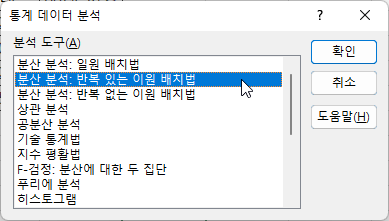 통계 데이터 분석
?
분석 도구(A)
분산 분석: 일원 배치법
분산 분석: 반복 있는 이원 배치법
분산 분석: 반복 없는 이원 배치법
상관 분석
공분산 분석
기술 통계법
지수 평활법
F-검정: 분산에 대한 두 집단
푸리에 분석
히스토그램
확인
취소
도움말(H)